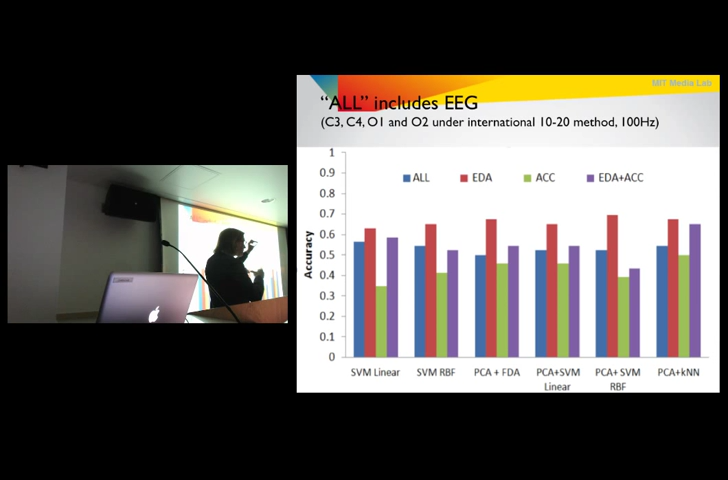 MIT Media Lab
“ALL” includes EEG
(C3, C4, O1 and O2 under international 10-20 method, 100Hz)
ALL EDA ACC EDA+ACC
Accuracy
1
0.9
0.8
0.7
0.6
0.5
0.4
0.3
0.2
0.1
0
SVM Linear SVM RBF PCA + FDA PCA+SVM Linear PCA+ SVM RBF PCA+kNN